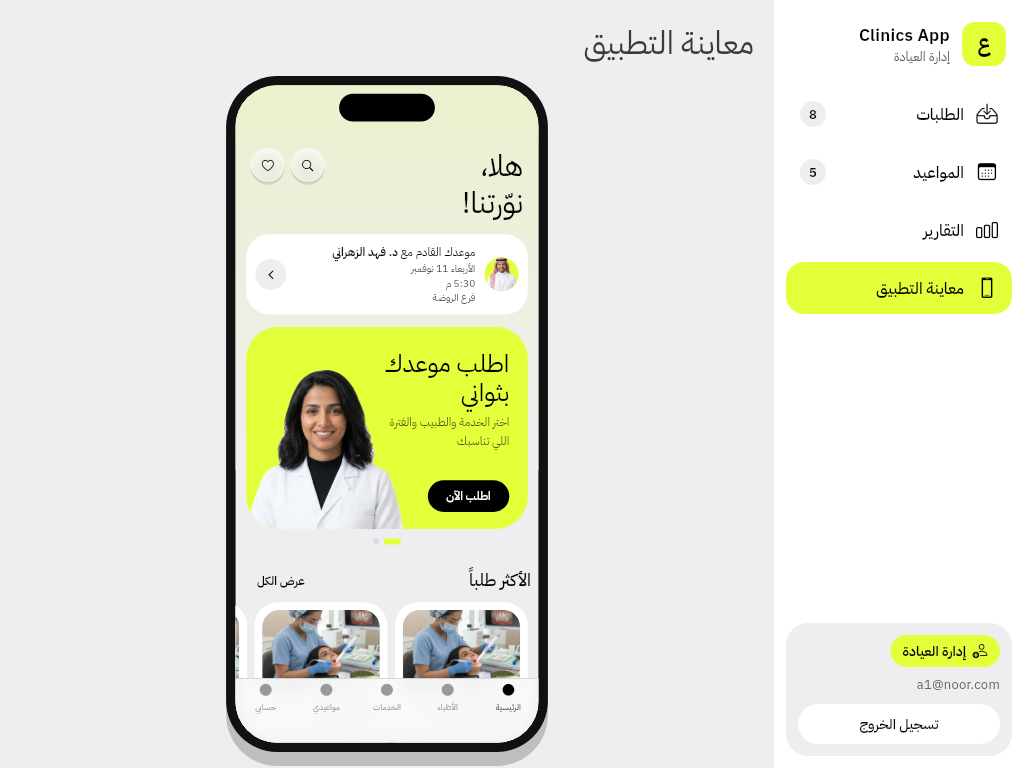 ع
Clinics App
إدارة العيادة
الطلبات
8
المواعيد
5
التقارير
معاينة التطبيق
إدارة العيادة
a1@noor.com
تسجيل الخروج
معاينة التطبيق
هلا،
نوّرتنا!
موعدك القادم مع د. فهد الزهراني
الأربعاء 11 نوفمبر
5:30 م
فرع الروضة
اطلب موعدك
بثواني
اختر الخدمة والطبيب والفترة
اللي تناسبك
اطلب الآن
الأكثر طلباً
عرض الكل
الرئيسية
الأطباء
الخدمات
مواعيدي
حسابي